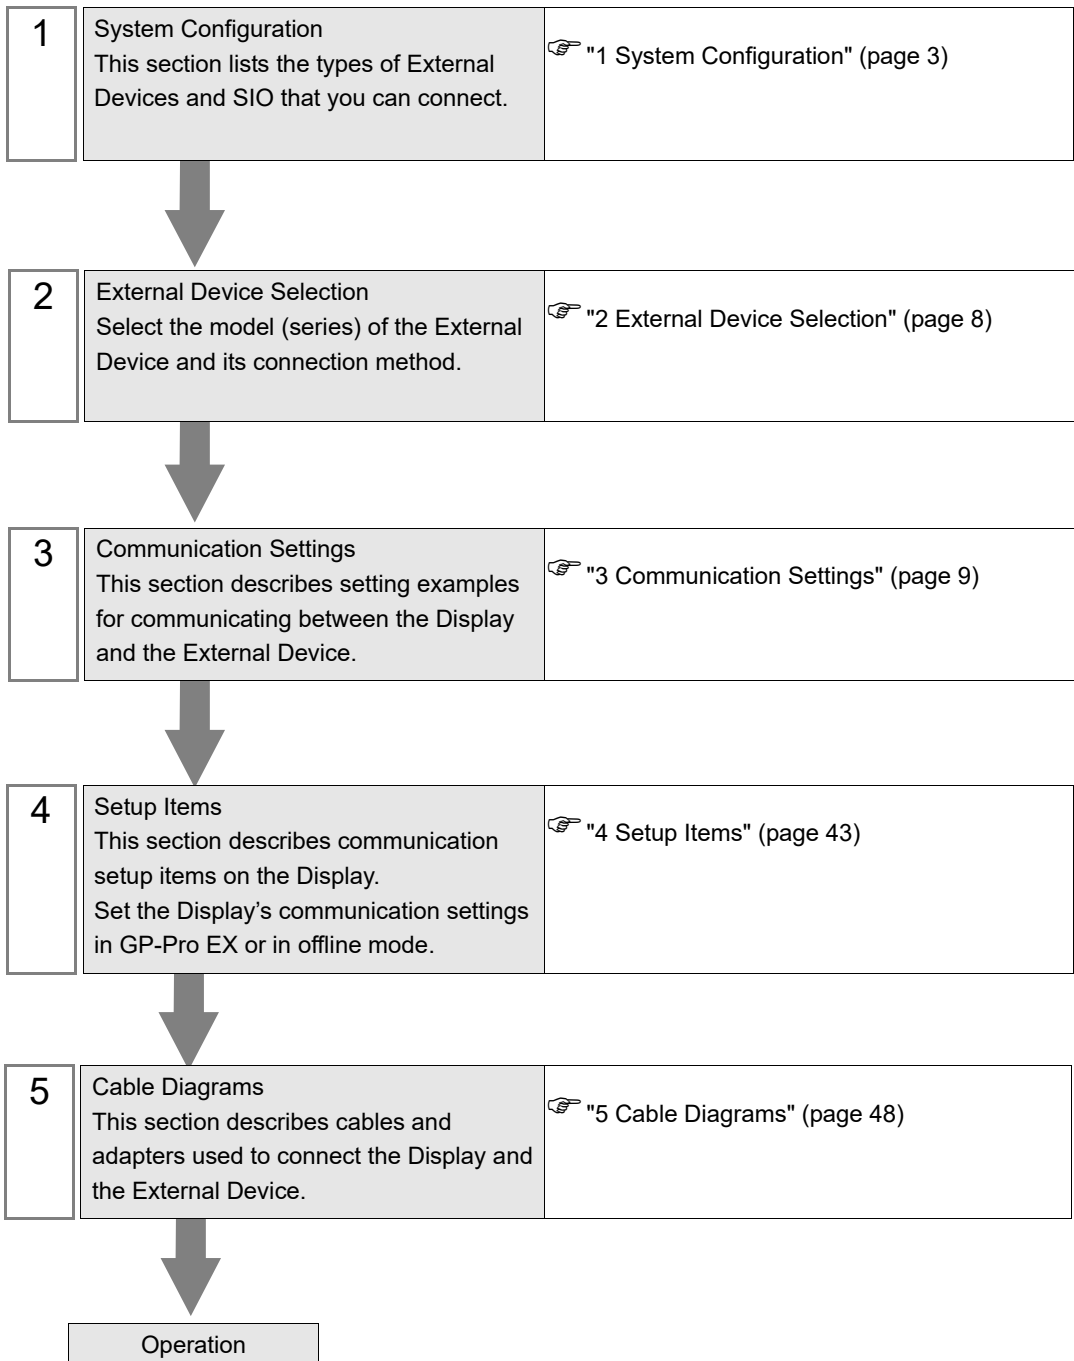 1
System Configuration
This section lists the types of External
Devices and SIO that you can connect.
"1 System Configuration" (page 3)
2
External Device Selection
Select the model (series) of the External
Device and its connection method.
"2 External Device Selection" (page 8)
3
Communication Settings
This section describes setting examples
for communicating between the Display
and the External Device.
"3 Communication Settings" (page 9)
4
Setup Items
This section describes communication
setup items on the Display.
Set the Display’s communication settings
in GP-Pro EX or in offline mode.
"4 Setup Items" (page 43)
5
Cable Diagrams
This section describes cables and
adapters used to connect the Display and
the External Device.
"5 Cable Diagrams" (page 48)
Operation